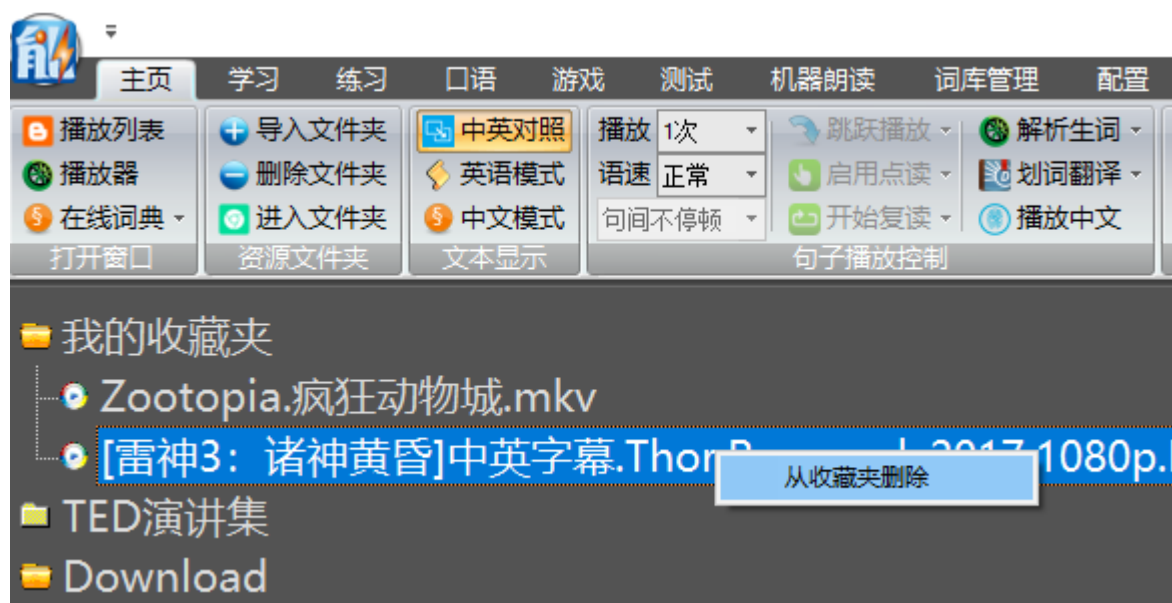 主页 学习 练习 口语 游戏 测试 机器朗读 词库管理 配置
播放列表 导入文件夹 中英对照 播放 1次 跳跃播放 解析生词
播放器 删除文件夹 英语模式 语速 正常 启用点读 划词翻译
在线词典 进入文件夹 中文模式 句间不停顿 开始复读 播放中文
打开窗口 资源文件夹 文本显示 句子播放控制
我的收藏夹
Zootopia.疯狂动物城.mkv
[雷神3：诸神黄昏]中英字幕.Thor 2017.1080p.
从收藏夹删除
TED演讲集
Download